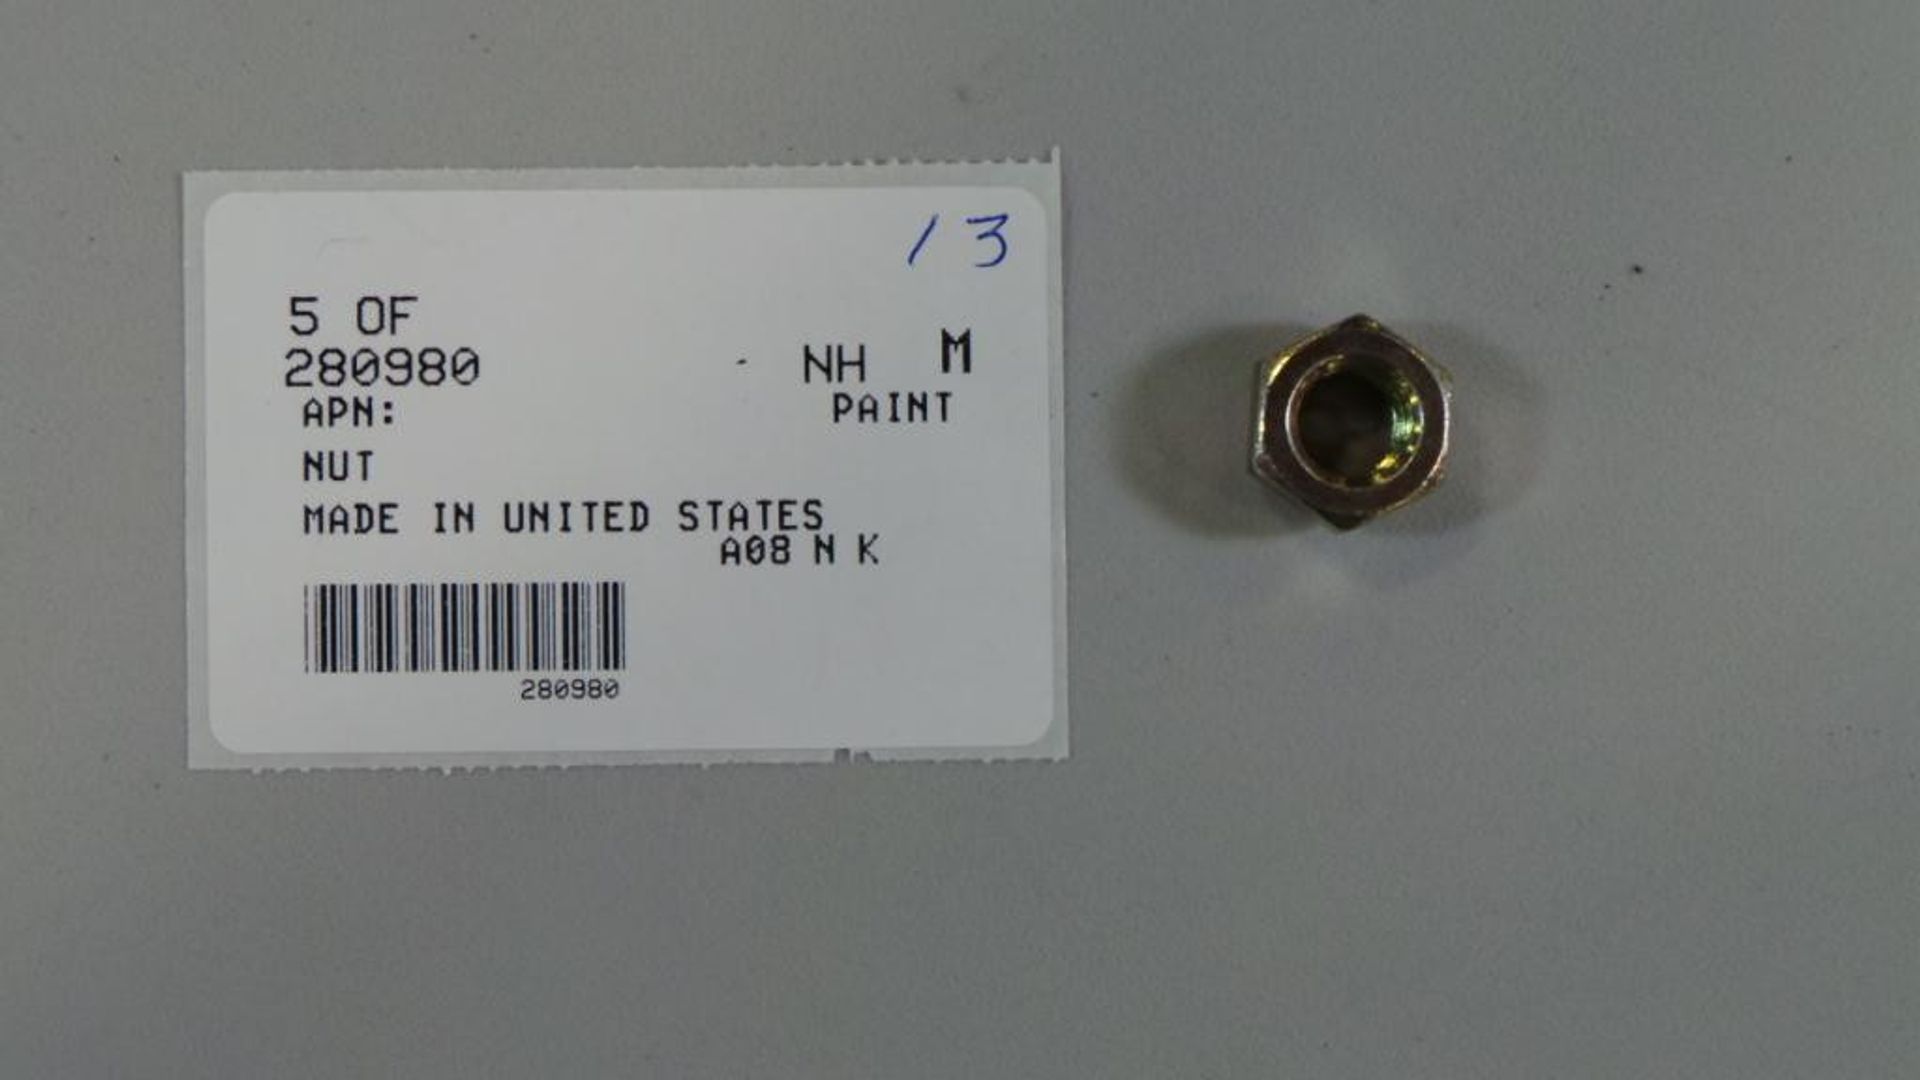 13
5 OF
280980 NH M
APN: PAINT
NUT
MADE IN UNITED STATES
A08 N K
280980